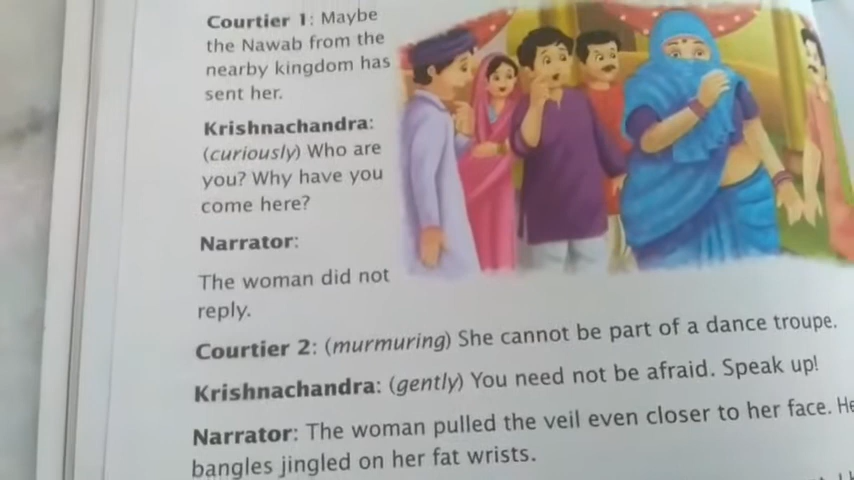 Courtier 1: Maybe
the Nawab from the
nearby kingdom has
sent her.
Krishnachandra:
(curiously) Who are
you? Why have you
come here?
Narrator:
The woman did not
reply.
Courtier 2: (murmuring) She cannot be part of a dance troupe.
Krishnachandra: (gently) You need not be afraid. Speak up!
Narrator: The woman pulled the veil even closer to her face.
bangles jingled on her fat wrists.